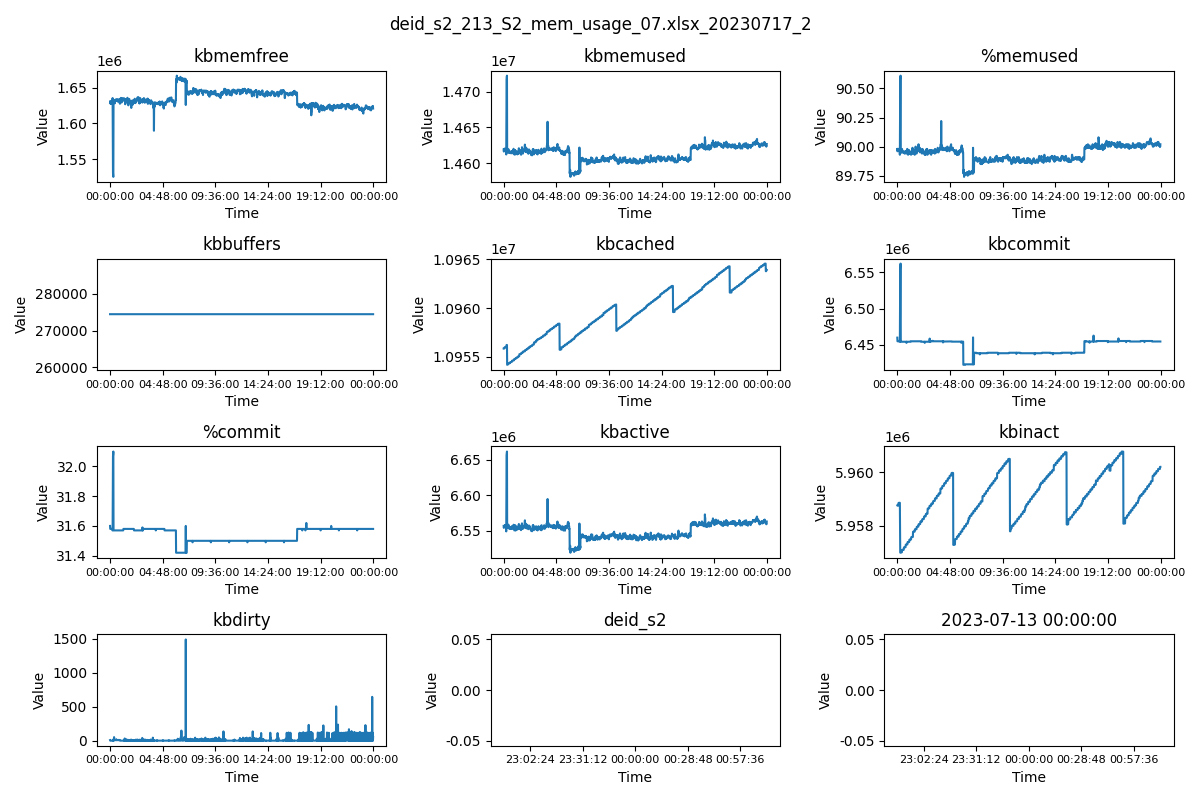 deid_s2_213_S2_mem_usage_07.xlsx_20230717_2
kbmemfree
1e6
1.65
1.60
1.55
Value
00:00:00 04:48:00 09:36:00 14:24:00 19:12:00 00:00:00
Time
kbmemused
1e7
1.470
1.465
1.460
Value
00:00:00 04:48:00 09:36:00 14:24:00 19:12:00 00:00:00
Time
%memused
90.50
90.25
90.00
89.75
Value
00:00:00 04:48:00 09:36:00 14:24:00 19:12:00 00:00:00
Time
kbbuffers
280000
270000
260000
Value
00:00:00 04:48:00 09:36:00 14:24:00 19:12:00 00:00:00
Time
kbcached
1e7
1.0965
1.0960
1.0955
Value
00:00:00 04:48:00 09:36:00 14:24:00 19:12:00 00:00:00
Time
kbcommit
1e6
6.55
6.50
6.45
Value
00:00:00 04:48:00 09:36:00 14:24:00 19:12:00 00:00:00
Time
%commit
32.0
31.8
31.6
31.4
Value
00:00:00 04:48:00 09:36:00 14:24:00 19:12:00 00:00:00
Time
kbactive
1e6
6.65
6.60
6.55
Value
00:00:00 04:48:00 09:36:00 14:24:00 19:12:00 00:00:00
Time
kbinact
1e6
5.960
5.958
Value
00:00:00 04:48:00 09:36:00 14:24:00 19:12:00 00:00:00
Time
kbdirty
1500
1000
500
0
Value
00:00:00 04:48:00 09:36:00 14:24:00 19:12:00 00:00:00
Time
deid_s2
0.05
0.00
-0.05
Value
23:02:24 23:31:12 00:00:00 00:28:48 00:57:36
Time
2023-07-13 00:00:00
0.05
0.00
-0.05
Value
23:02:24 23:31:12 00:00:00 00:28:48 00:57:36
Time